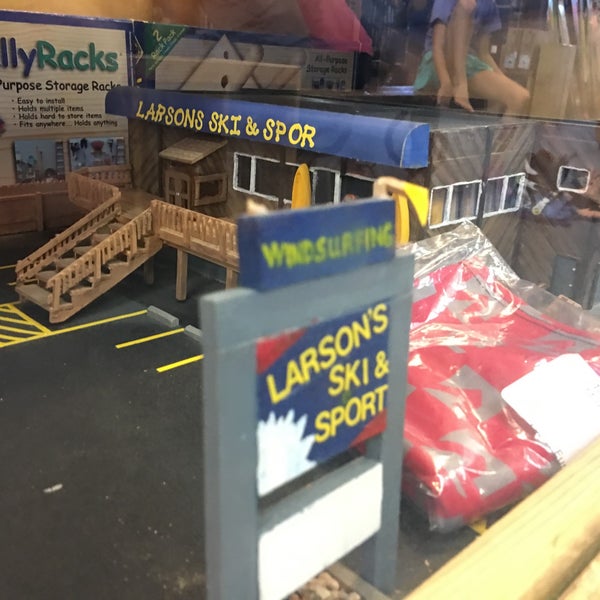 llyRacks
Purpose Storage Racks
• Easy to install
• Holds multiple items
• Holds hard to store items
• Fits anywhere... Holds anything
2
All-Purpose
Storage Racks
LARSONS SKI & SPOR
WINDSURFING
LARSON'S
SKI &
SPORT